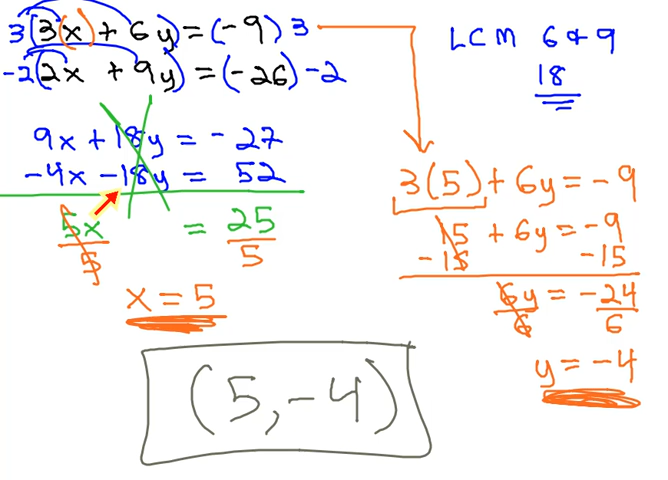 3(3x + 6y) = (-9)3
-2(2x + 9y) = (-26)-2
LCM 6 & 9
18
9x + 18y = -27
-4x - 18y = 52
5x = 25
5 5
x = 5
3(5) + 6y = -9
15 + 6y = -9
-15 -15
6y = -24
6 6
y = -4
(5, -4)